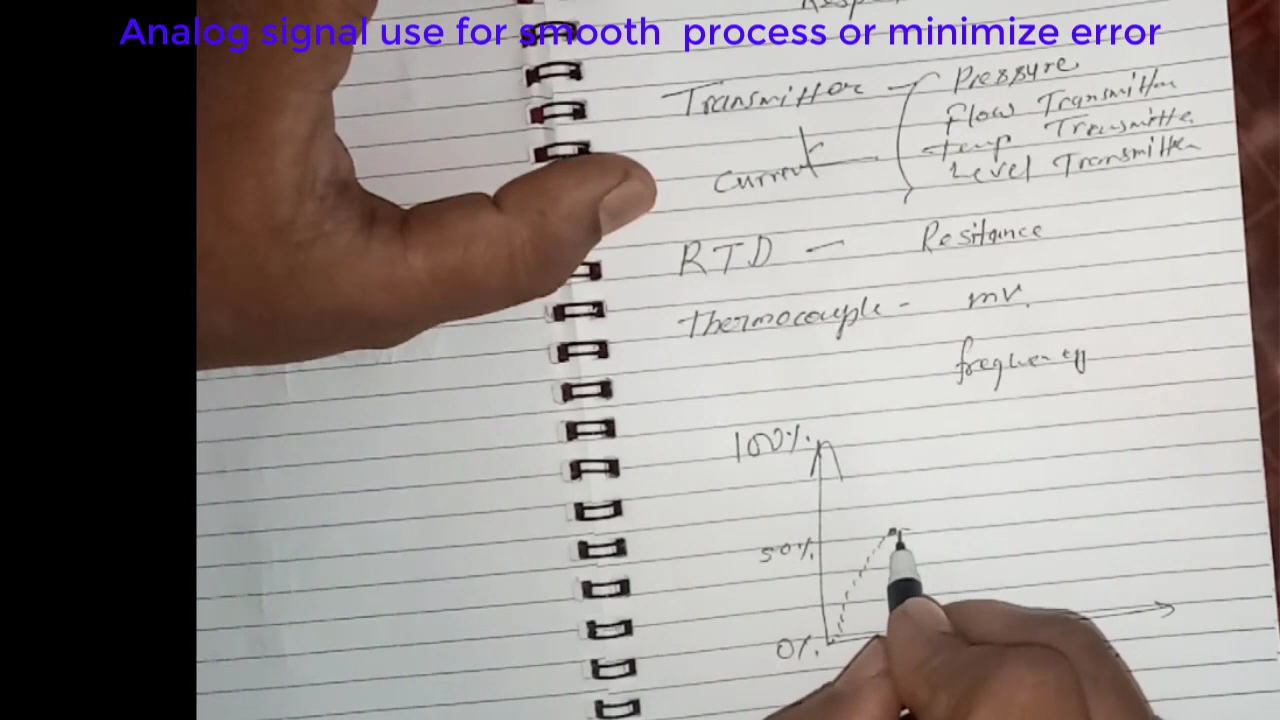 Analog signal use for smooth process or minimize error
Transmitter - Pressure
Flow Transmitter
temp Transmitter
Level Transmitter
Current
RTD - Resitance
Thermocouple - mv.
frequency
100%.
50%.
0%.